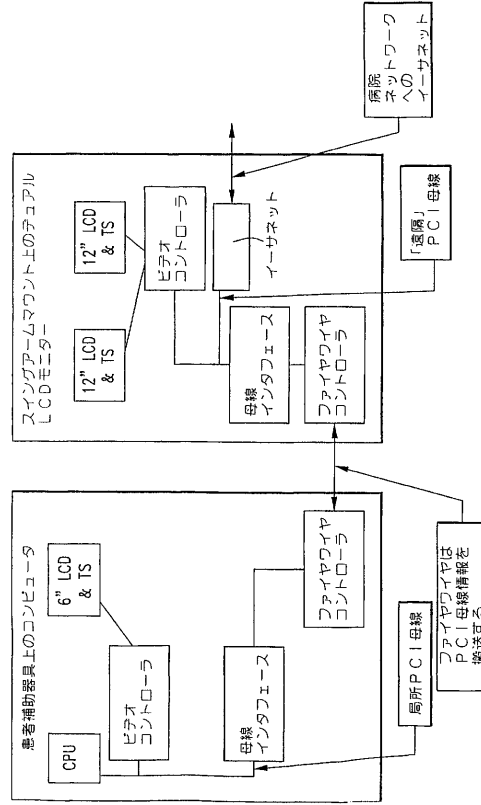 患者補助器具上のコンピュータ
CPU
6” LCD
& TS
ビデオ
コントローラ
母線
インタフェース
ファイヤワイヤ
コントローラ
局所PCI母線
ファイヤワイヤは
PCI母線情報を
搬送する
スイングアームマウント上のデュアル
LCDモニター
12” LCD
& TS
12” LCD
& TS
ビデオ
コントローラ
イーサネット
母線
インタフェース
ファイヤワイヤ
コントローラ
「遠隔」
PCI母線
病院
ネットワーク
への
イーサネット